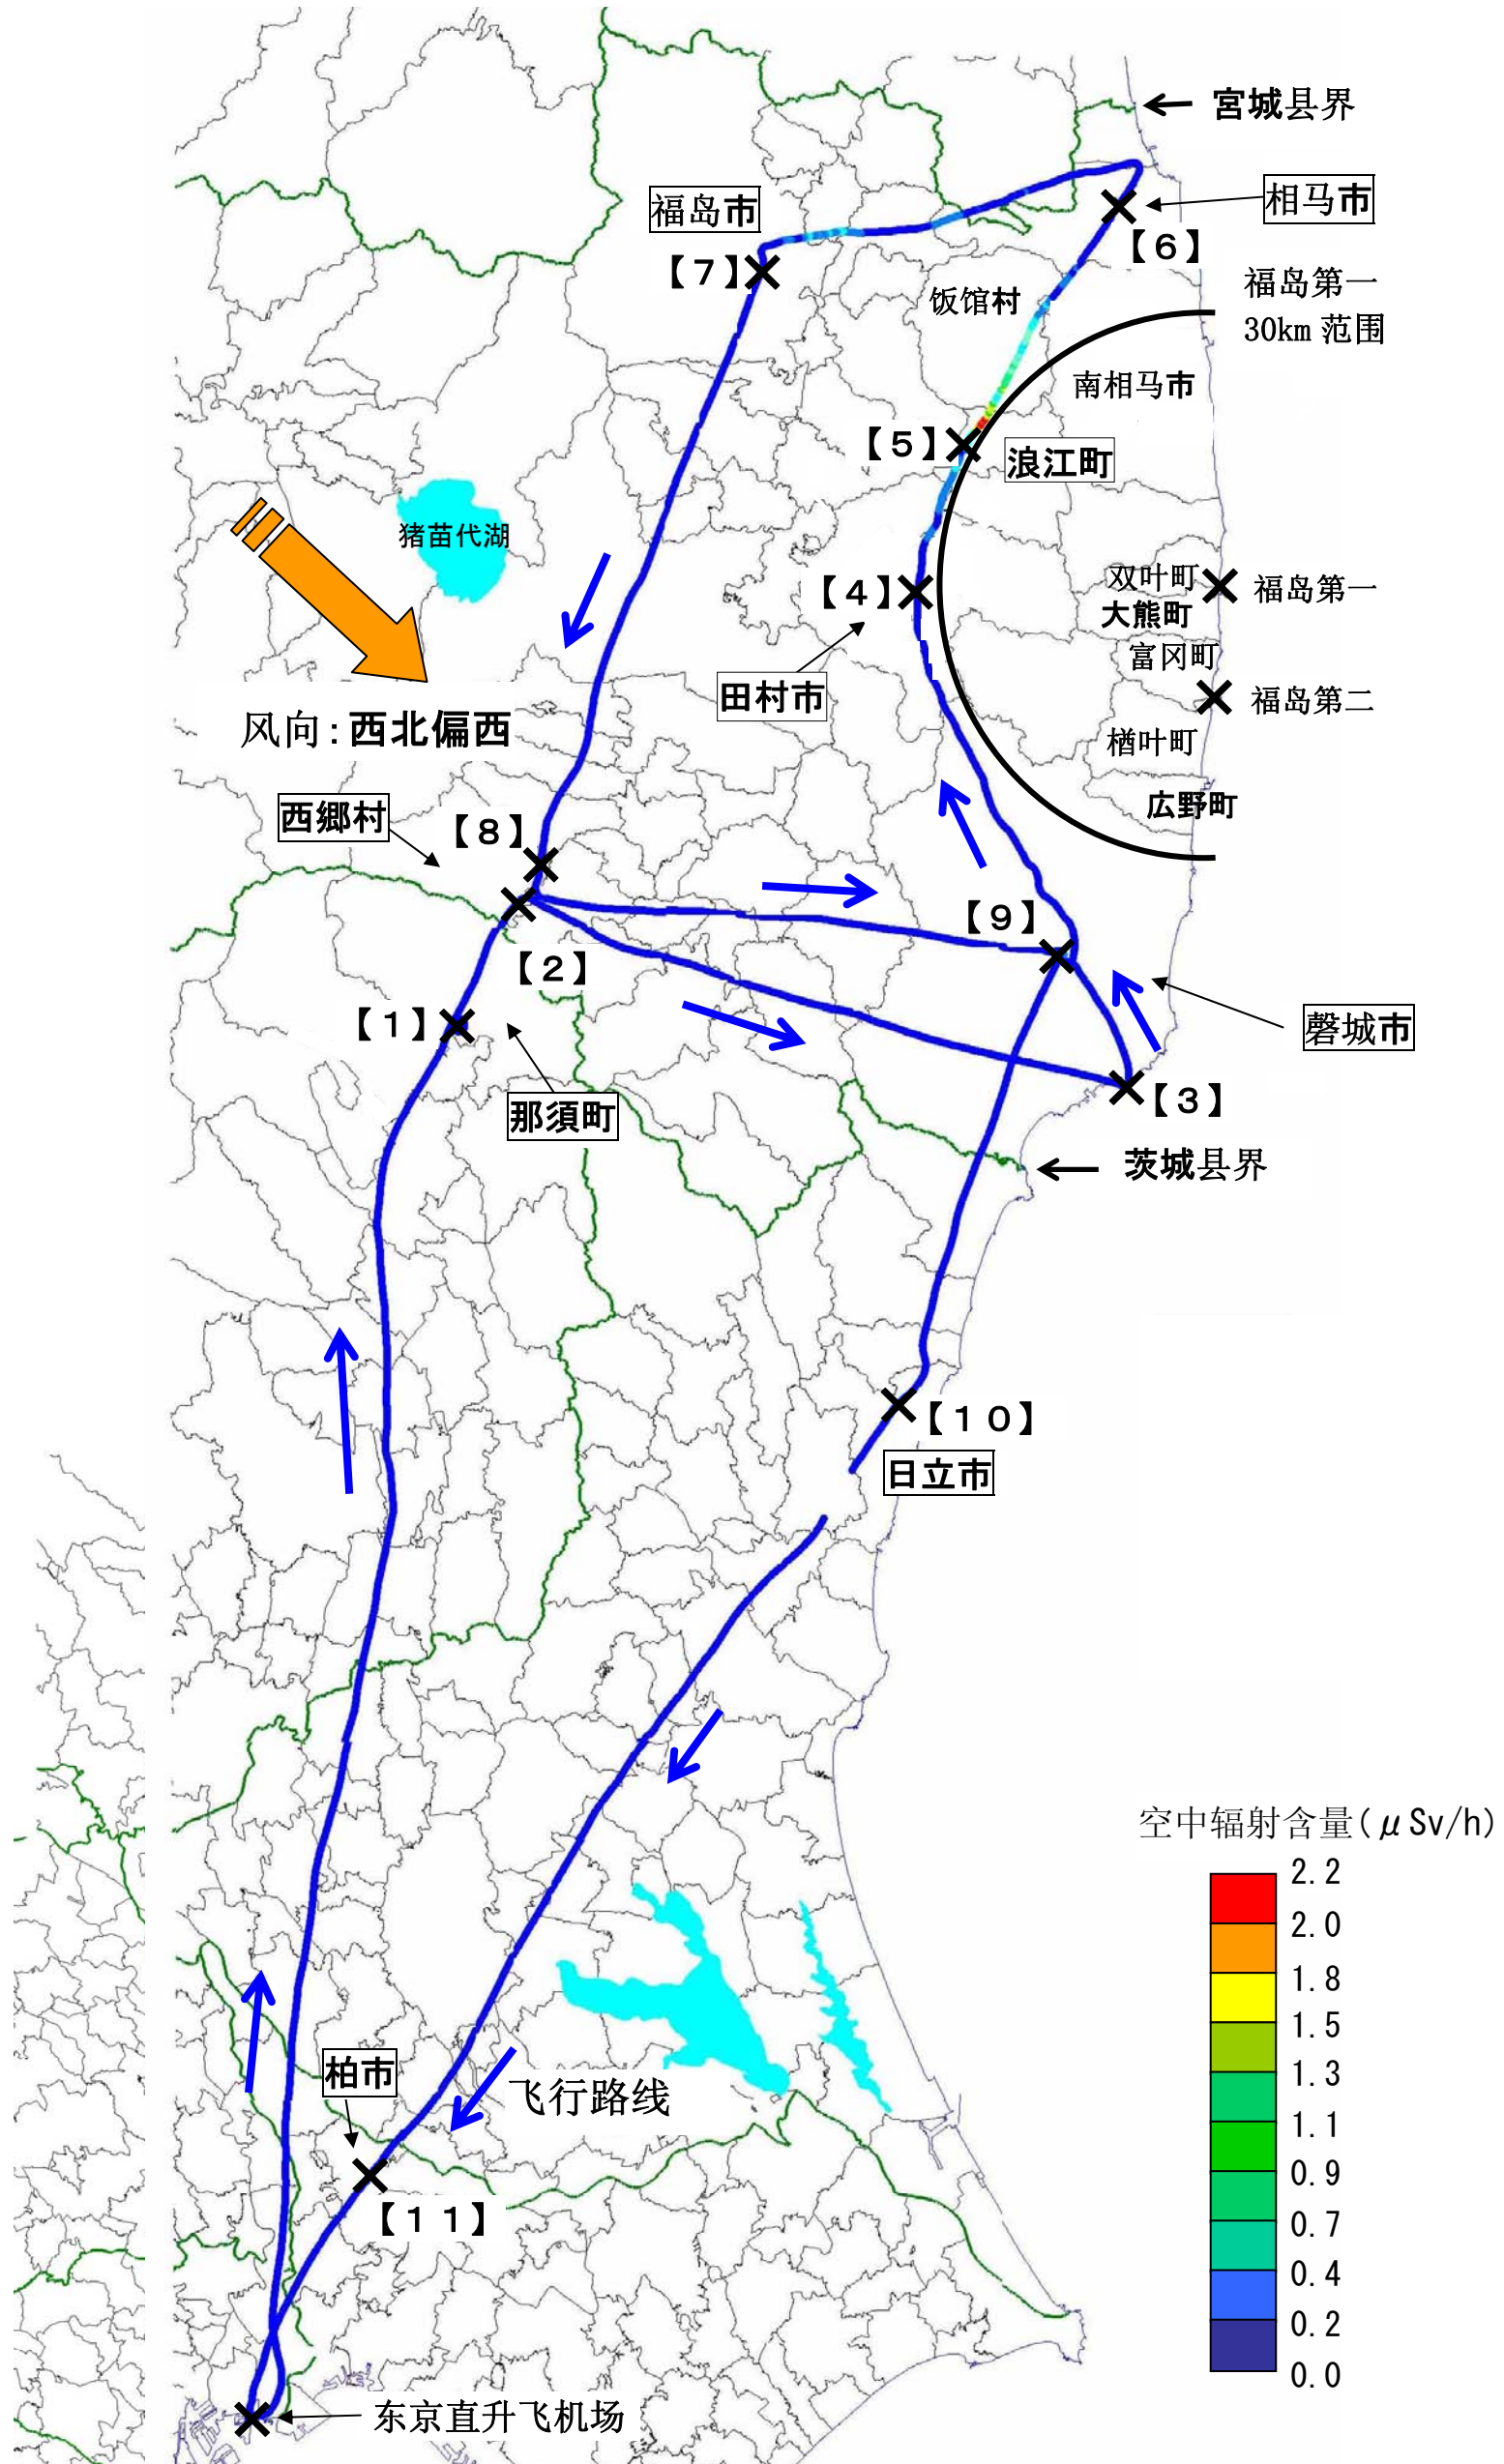 宮城县界
福岛市
相马市
【6】
【7】
福岛第一
30km 范围
饭馆村
南相马市
【5】
浪江町
猪苗代湖
双叶町
福岛第一
【4】
大熊町
富冈町
田村市
福岛第二
风向:西北偏西
楢叶町
西郷村
広野町
【8】
【9】
【2】
【1】
磬城市
那須町
【3】
茨城县界
【10】
日立市
空中辐射含量(μSv/h)
2.2
2.0
1.8
1.5
1.3
1.1
0.9
0.7
0.4
0.2
0.0
柏市
飞行路线
【11】
东京直升飞机场